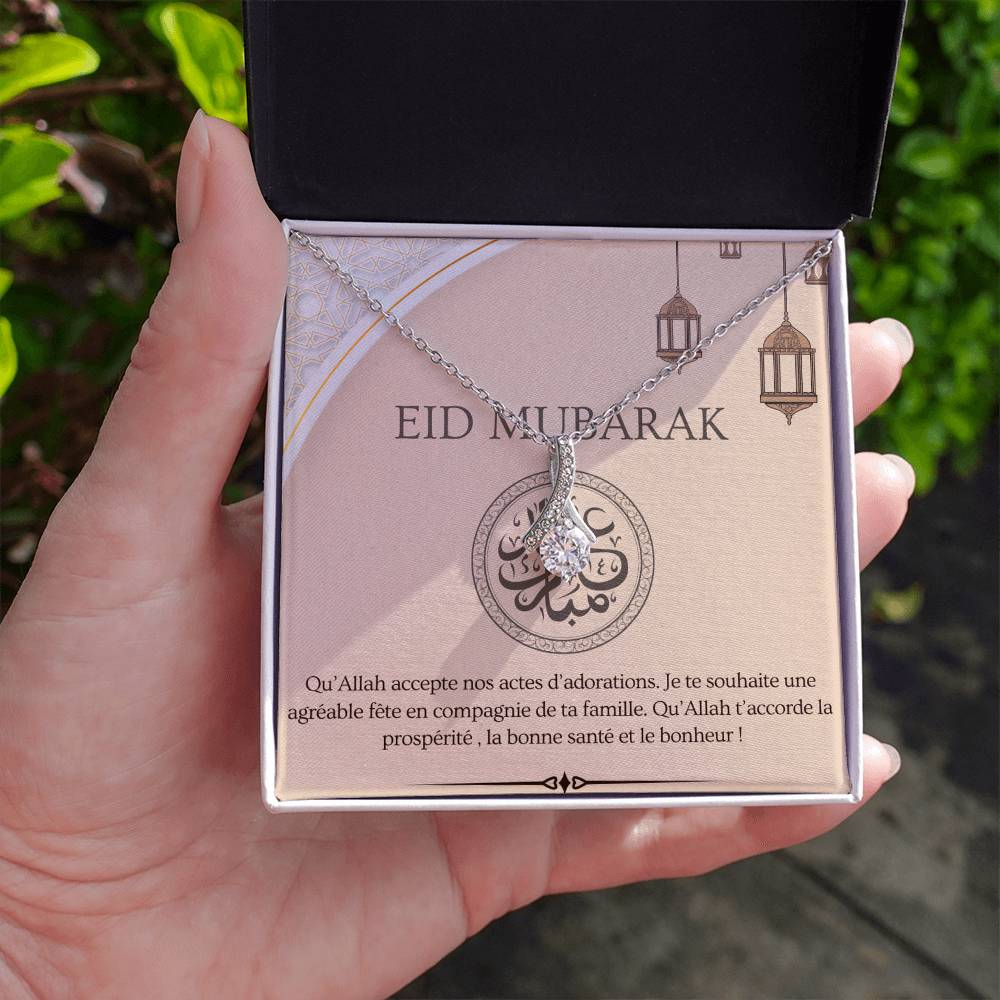 EID MUBARAK
مبارك
Qu’Allah accepte nos actes d’adorations. Je te souhaite une
agréable fête en compagnie de ta famille. Qu’Allah t’accorde la
prospérité , la bonne santé et le bonheur !